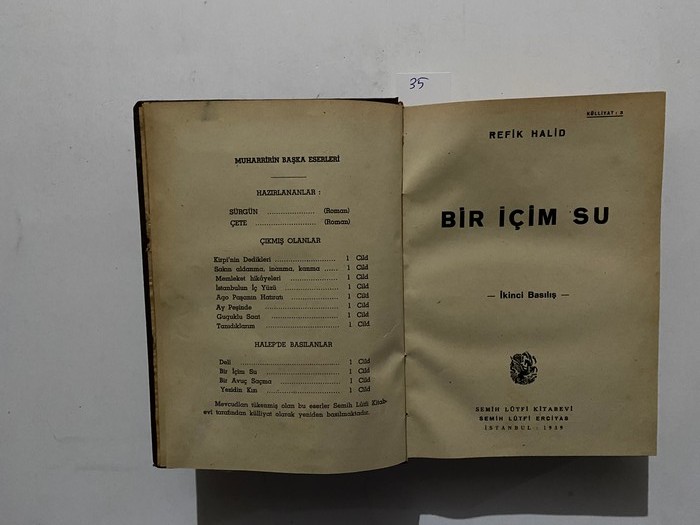 35
MUHARRİRİN BAŞKA ESERLERİ
HAZIRLANANLAR :
SÜRGÜN ..................... (Roman)
ÇETE ........................... (Roman)
ÇIKMIŞ OLANLAR
Kirpi'nin Dedikleri ........................... 1 Cild
Sakın aldanma, inanma, kanma ...... 1 Cild
Memleket hikâyeleri ..................... 1 Cild
İstanbulun İç Yüzü ........................ 1 Cild
Ago Paşanın Hatıratı ..................... 1 Cild
Ay Peşinde ................................. 1 Cild
Guguklu Saat .............................. 1 Cild
Tanıdıklarım .............................. 1 Cild
HALEP'DE BASILANLAR
Deli .......................................... 1 Cild
Bir İçim Su ................................. 1 Cild
Bir Avuç Saçma ........................... 1 Cild
Yezidin Kızı ................................. 1 Cild
Mevcudları tükenmiş olan bu eserler Semih Lûtfi Kitab-
evi tarafından külliyat olarak yeniden basılmaktadır.
KÜLLİYAT :
REFİK HALİD
BİR İÇİM SU
— İkinci Basılış —
SEMİH LÛTFİ KİTABEVİ
SEMİH LÛTFİ ERCİYAS
İSTANBUL - 1939